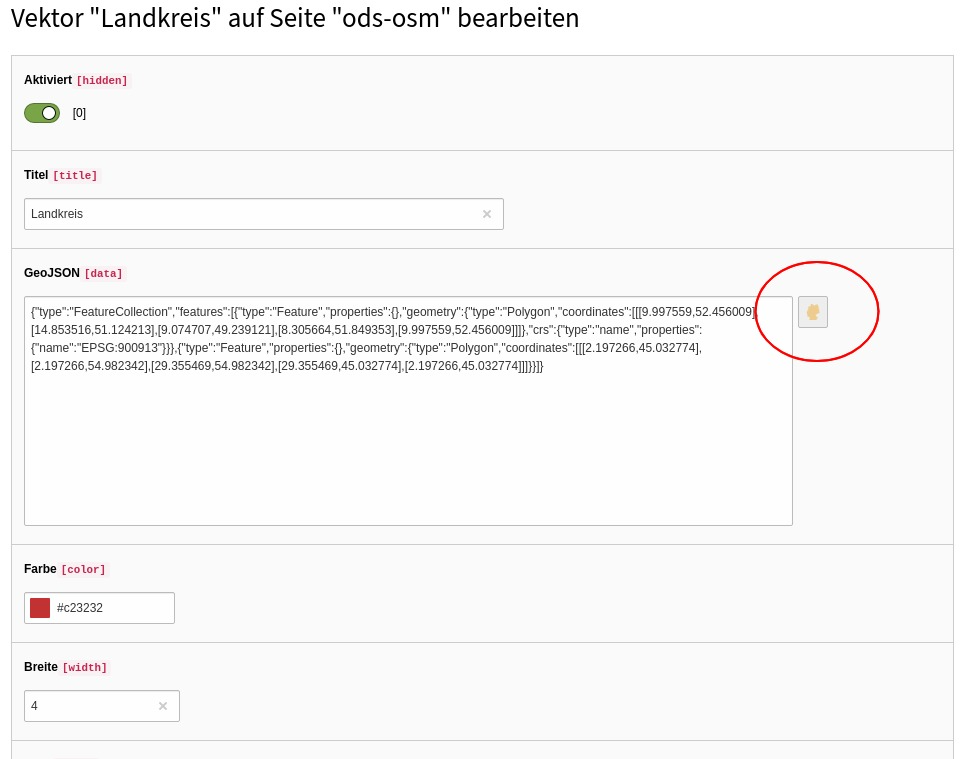 Vektor "Landkreis" auf Seite "ods-osm" bearbeiten
Aktiviert [hidden]
[0]
Titel [title]
Landkreis
GeoJSON [data]
{"type":"FeatureCollection","features":[{"type":"Feature","properties":{},"geometry":{"type":"Polygon","coordinates":[[[9.997559,52.456009],
[14.853516,51.124213],[9.074707,49.239121],[8.305664,51.849353],[9.997559,52.456009]]]},"crs":{"type":"name","properties":
{"name":"EPSG:900913"}}},{"type":"Feature","properties":{},"geometry":{"type":"Polygon","coordinates":[[[2.197266,45.032774],
[2.197266,54.982342],[29.355469,54.982342],[29.355469,45.032774],[2.197266,45.032774]]]}}]}
Farbe [color]
#c23232
Breite [width]
4